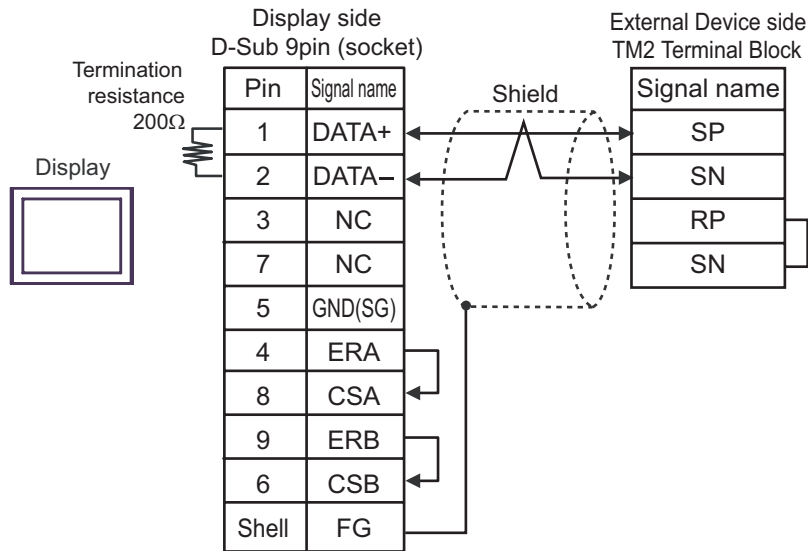 Display side
D-Sub 9pin (socket)
External Device side
TM2 Terminal Block
Termination
resistance
200Ω
Display
Shield
Pin Signal name
1 DATA+
2 DATA−
3 NC
7 NC
5 GND(SG)
4 ERA
8 CSA
9 ERB
6 CSB
Shell FG
Signal name
SP
SN
RP
SN